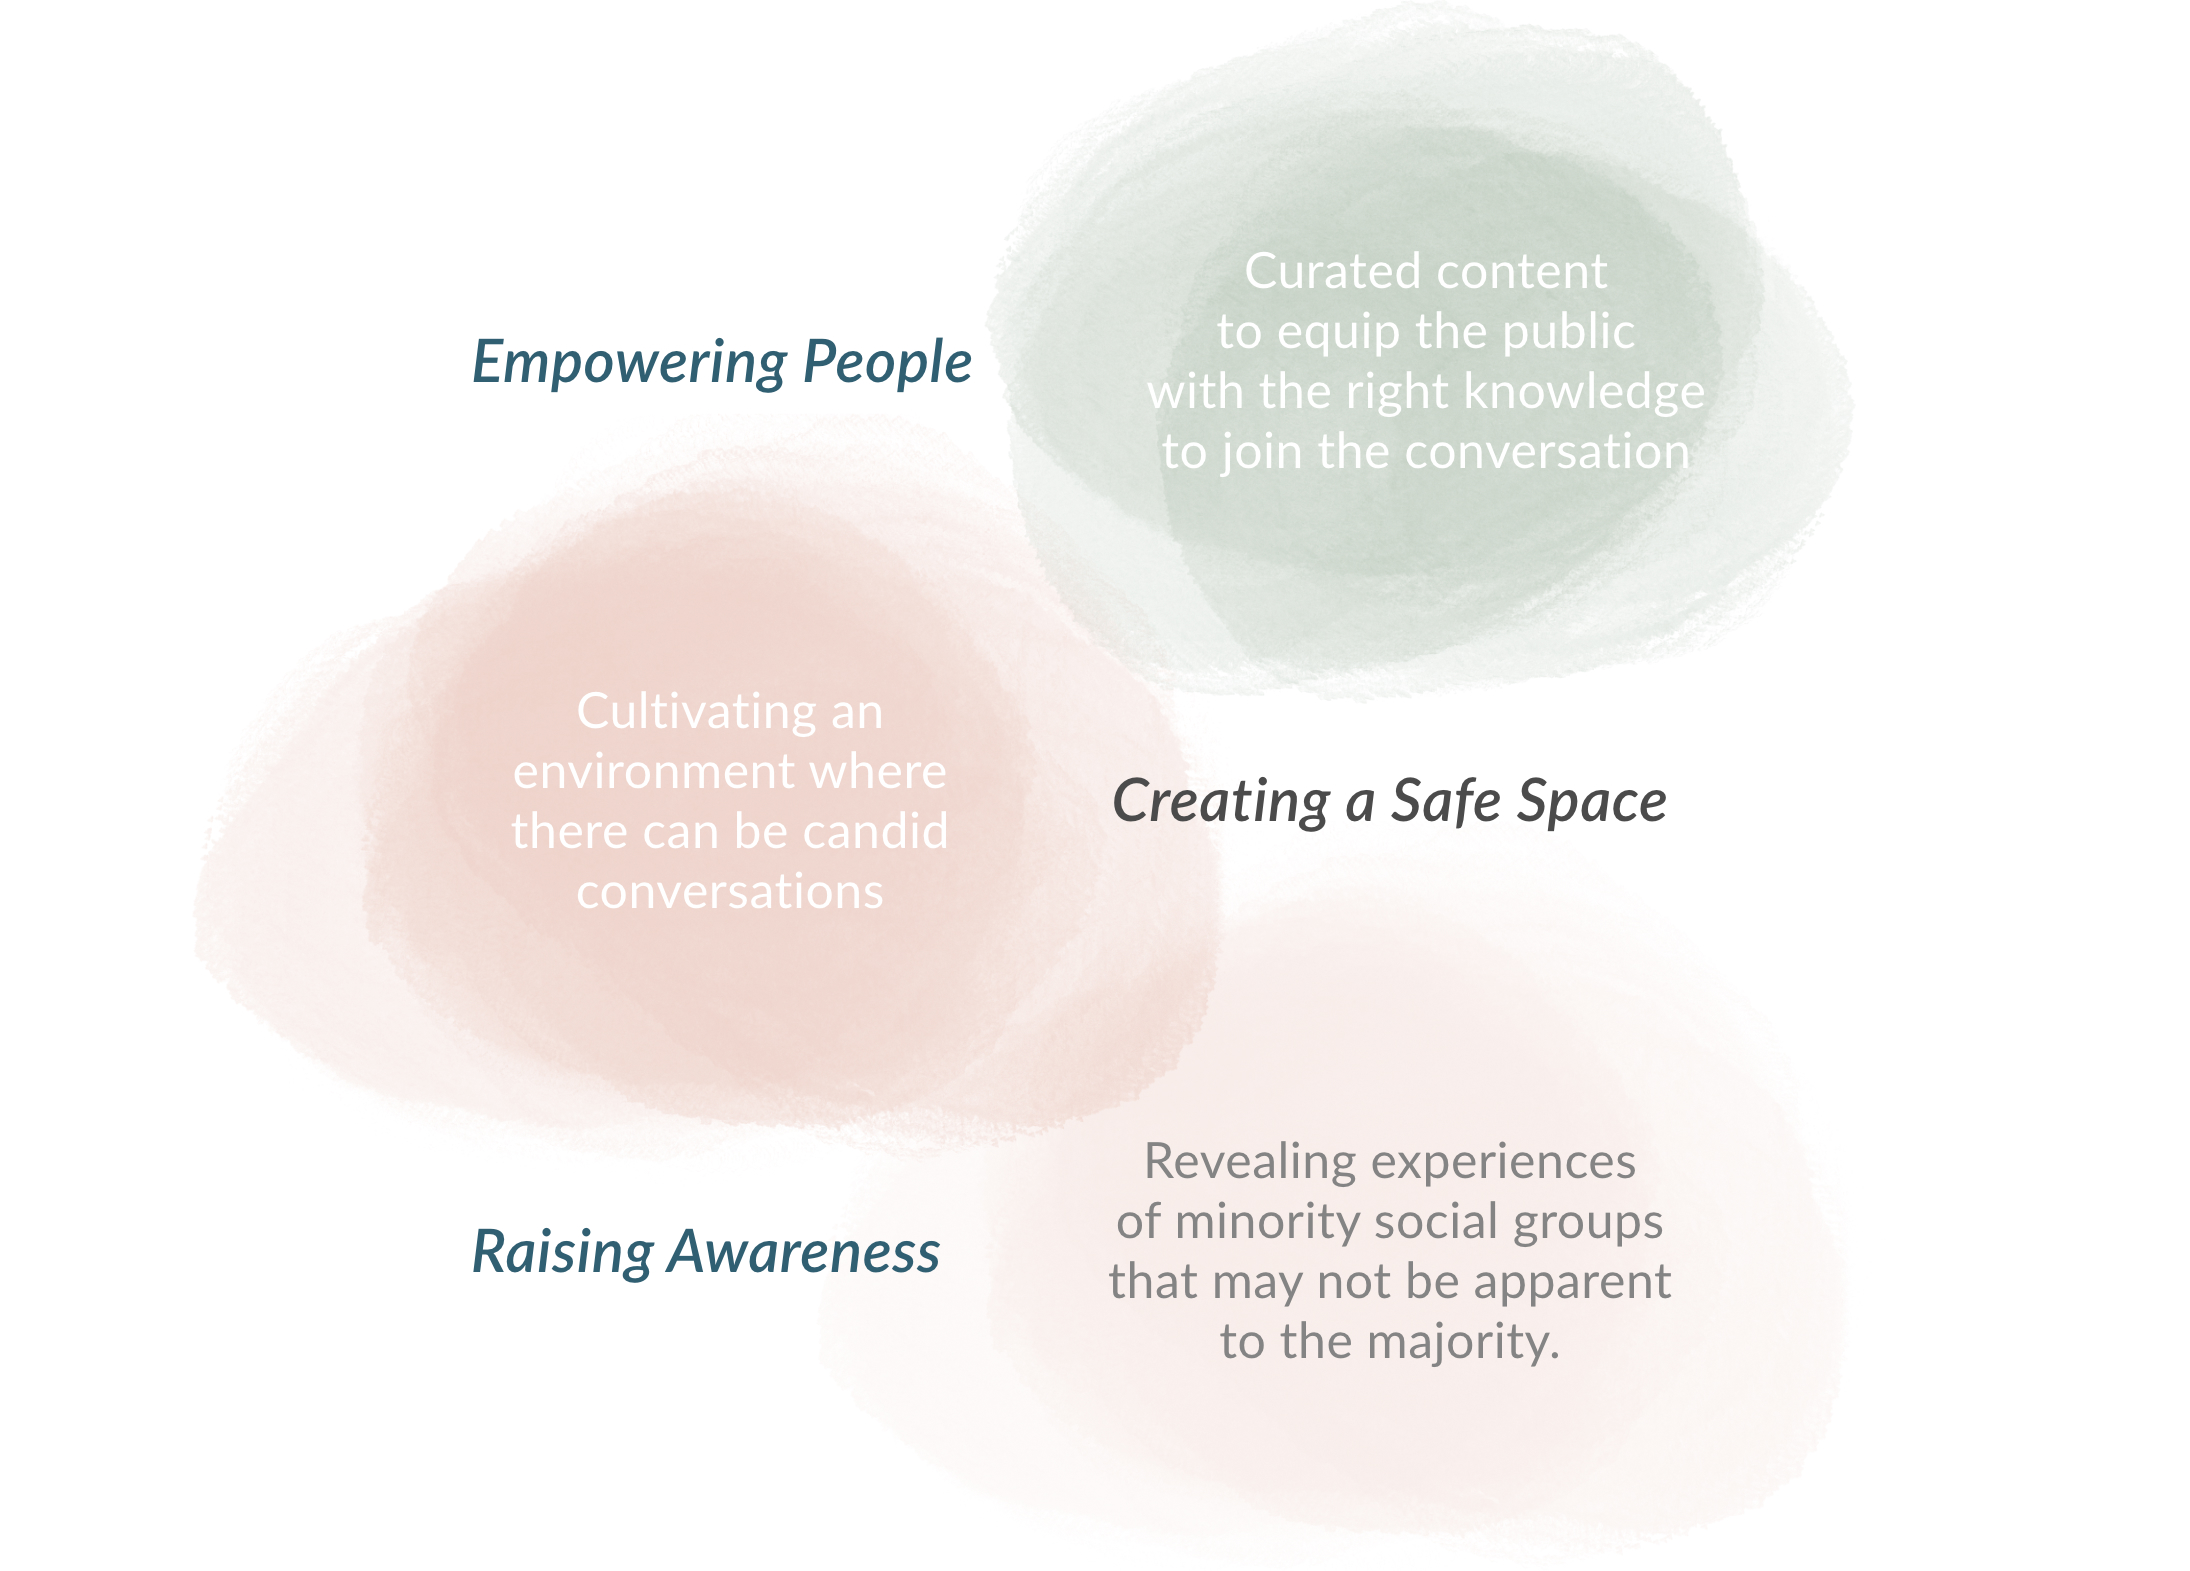 Empowering People
Curated content
to equip the public
with the right knowledge
to join the conversation
Cultivating an
environment where
there can be candid
conversations
Creating a Safe Space
Raising Awareness
Revealing experiences
of minority social groups
that may not be apparent
to the majority.